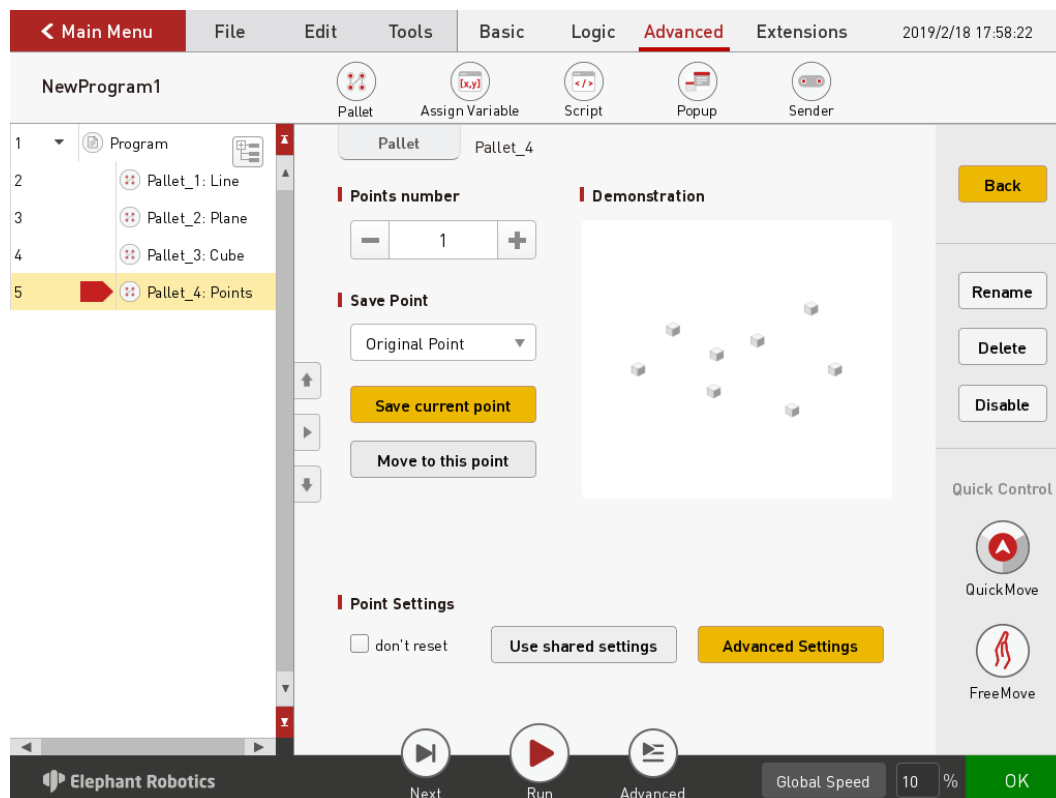 Main Menu File Edit Tools Basic Logic Advanced Extensions 2019/2/18 17:58:22
NewProgram1
[x,y] </>
Pallet Assign Variable Script Popup Sender
1 Program
2 Pallet_1: Line
3 Pallet_2: Plane
4 Pallet_3: Cube
5 Pallet_4: Points
Pallet Pallet_4
Points number
1
Save Point
Original Point
Save current point
Move to this point
Demonstration
Point Settings
don't reset Use shared settings Advanced Settings
Back
Rename
Delete
Disable
Quick Control
QuickMove
FreeMove
Elephant Robotics
Next Run Advanced
Global Speed 10 % OK